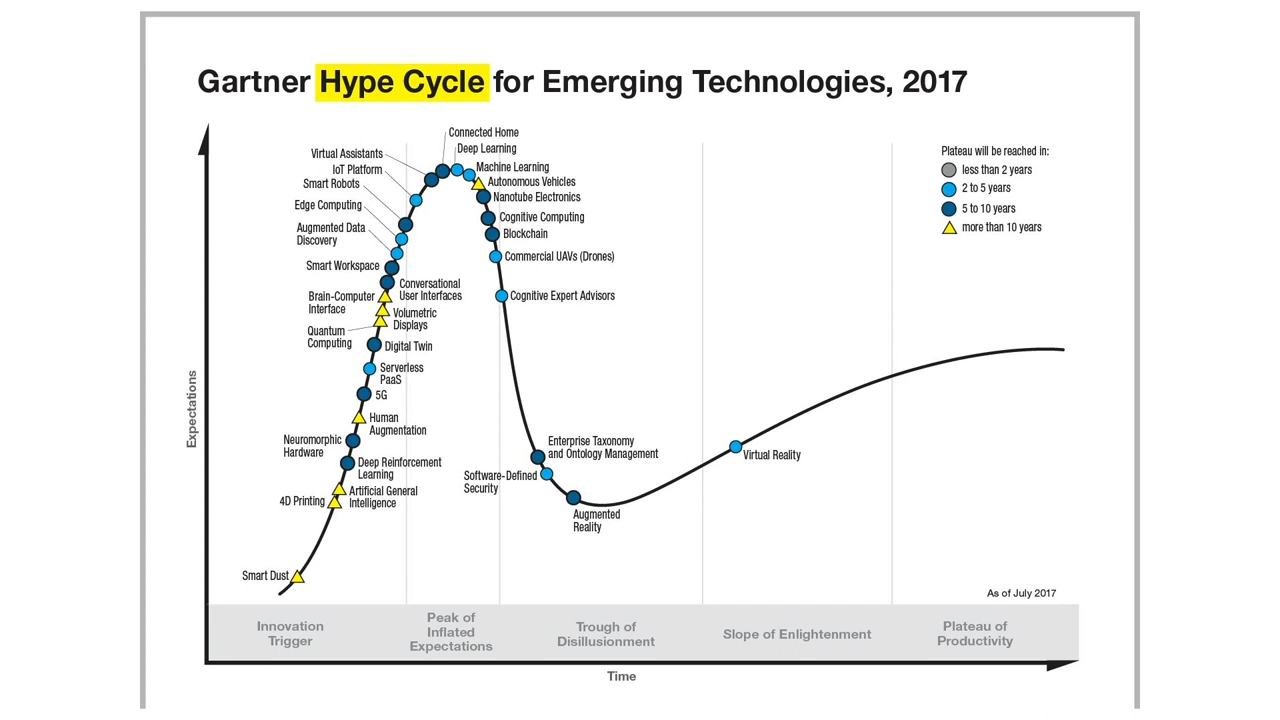 Gartner Hype Cycle for Emerging Technologies, 2017
Connected Home
Deep Learning
Virtual Assistants
IoT Platform
Smart Robots
Edge Computing
Augmented Data
Discovery
Smart Workspace
Brain-Computer
Interface
Quantum
Computing
Machine Learning
Autonomous Vehicles
Nanotube Electronics
Cognitive Computing
Blockchain
Commercial UAVs (Drones)
Cognitive Expert Advisors
Conversational
User Interfaces
Volumetric
Displays
Digital Twin
Serverless
PaaS
5G
Human
Augmentation
Neuromorphic
Hardware
Deep Reinforcement
Learning
Artificial General
Intelligence
4D Printing
Smart Dust
Enterprise Taxonomy
and Ontology Management
Software-Defined
Security
Augmented
Reality
Virtual Reality
Plateau will be reached in:
less than 2 years
2 to 5 years
5 to 10 years
more than 10 years
As of July 2017
Expectations
Innovation
Trigger
Peak of
Inflated
Expectations
Trough of
Disillusionment
Slope of Enlightenment
Plateau of
Productivity
Time